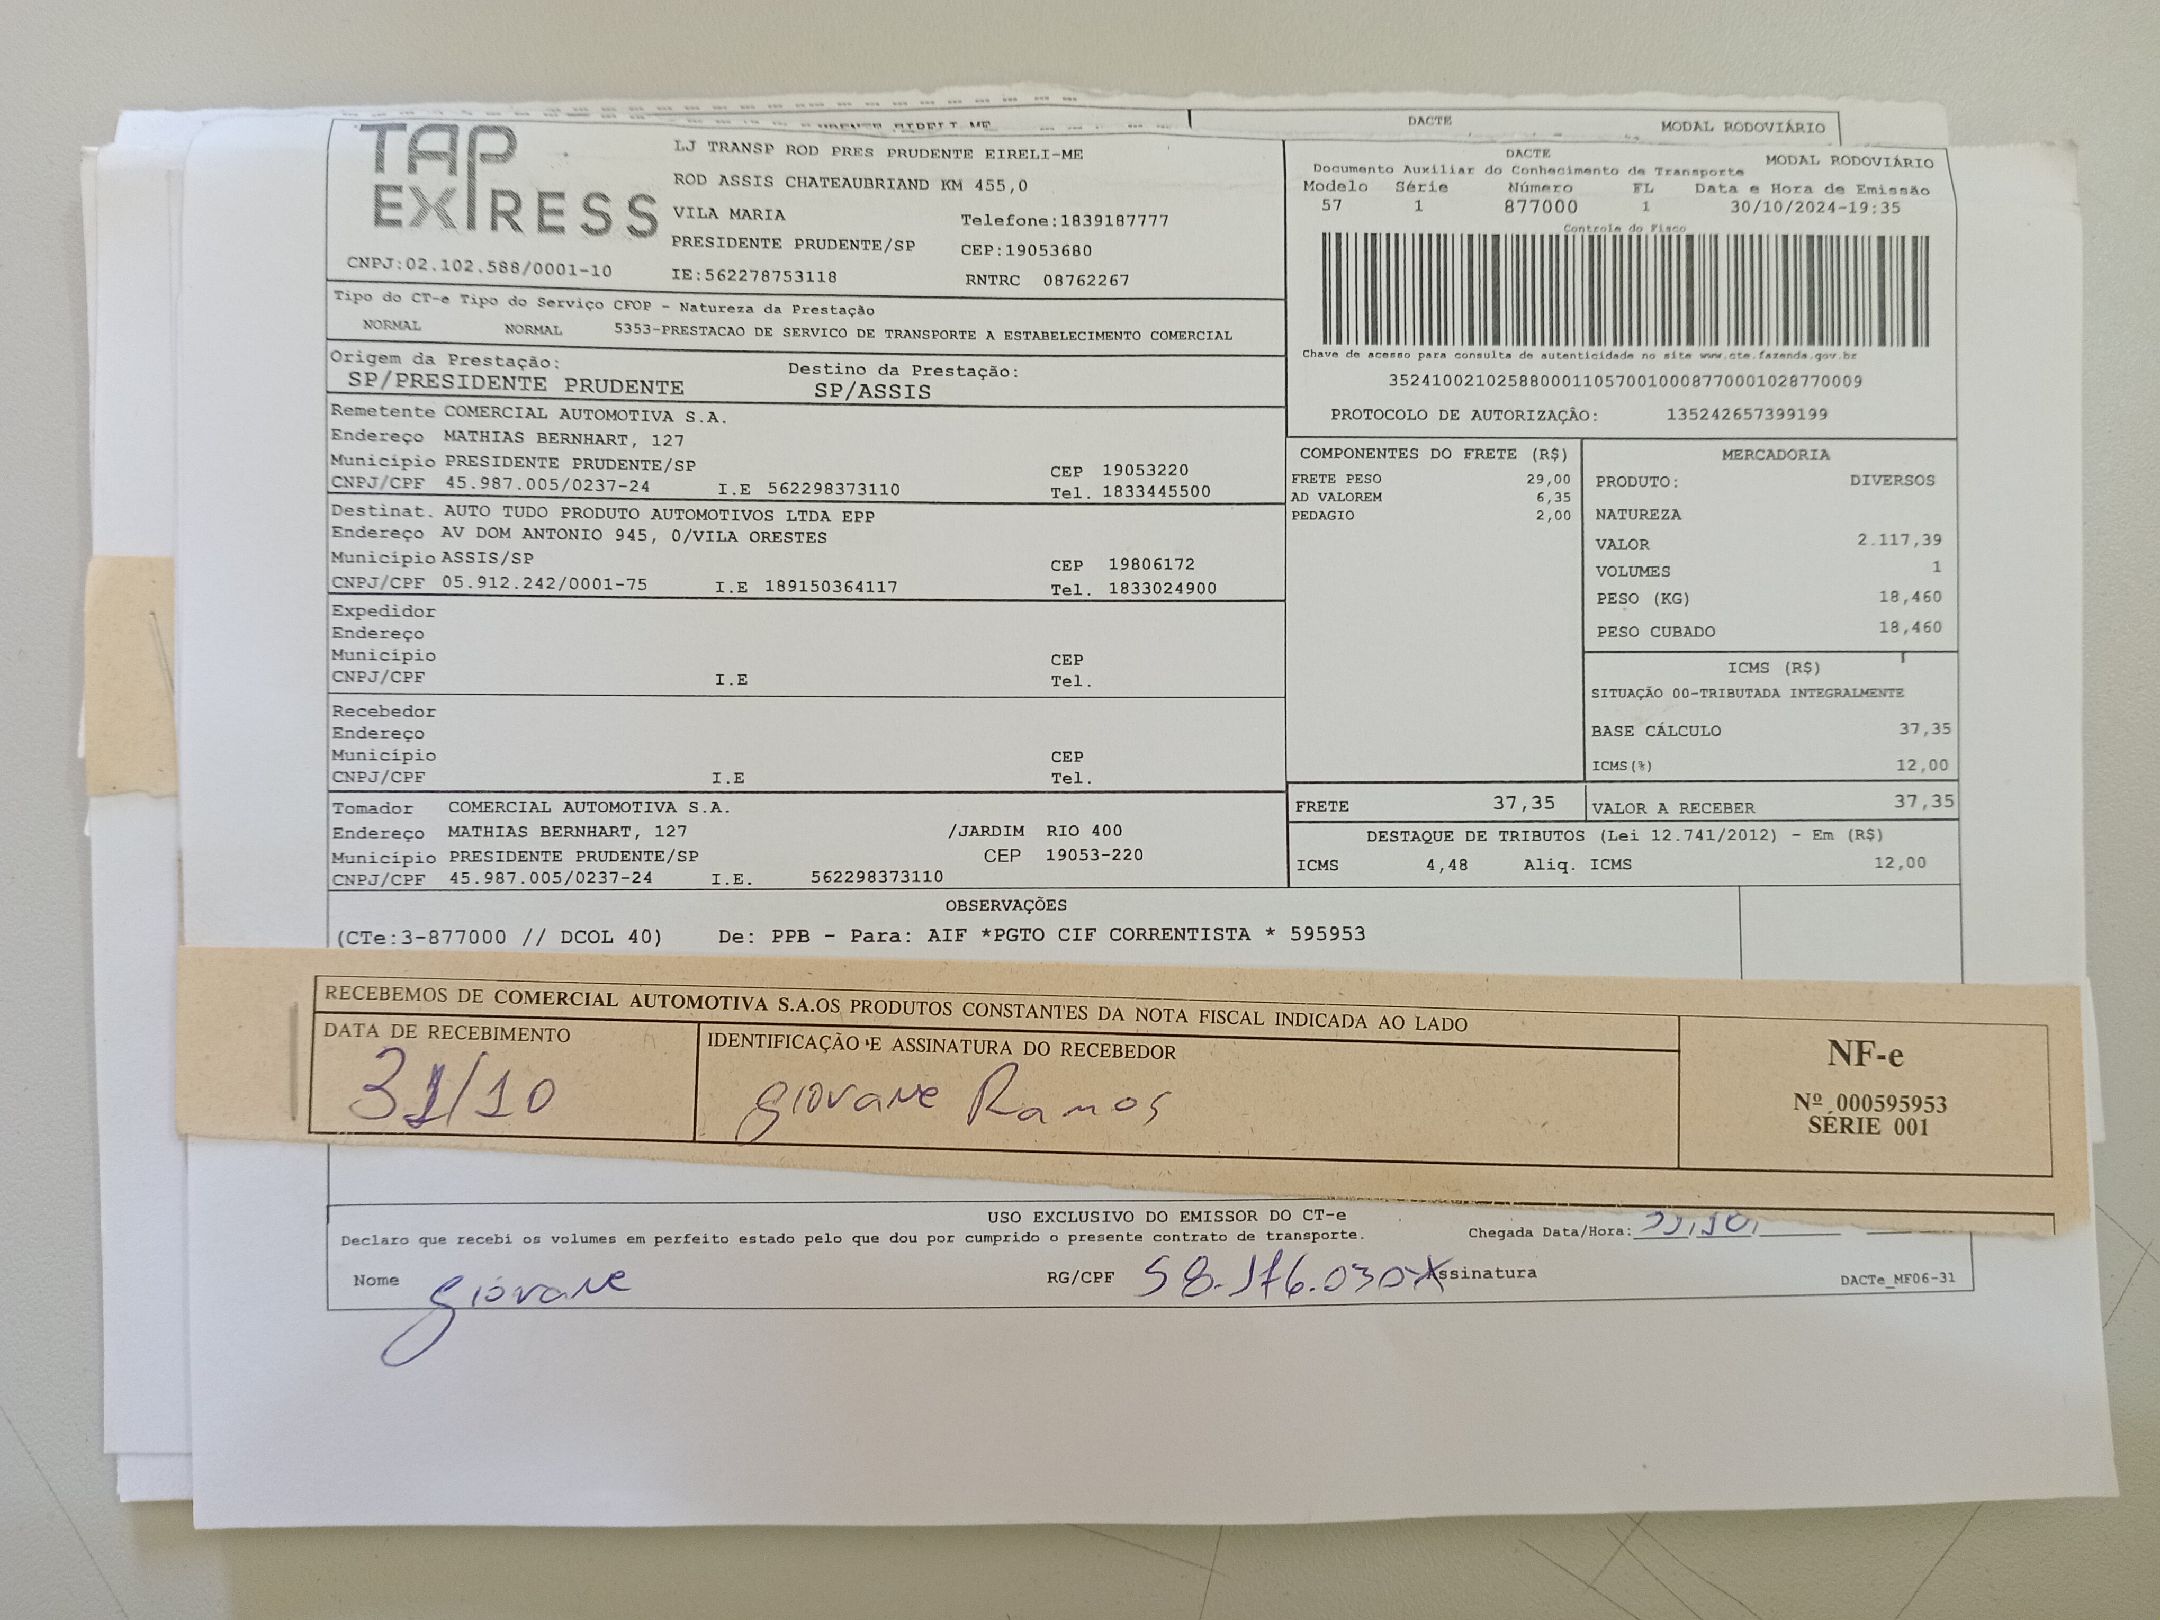 DACTE
MODAL RODOVIÁRIO
TAP EXPRESS
CNPJ:02.102.588/0001-10
LJ TRANSP ROD PRES PRUDENTE EIRELI-ME
ROD ASSIS CHATEAUBRIAND KM 455,0
VILA MARIA Telefone:1839187777
PRESIDENTE PRUDENTE/SP CEP:19053680
IE:562278753118 RNTRC 08762267
DACTE MODAL RODOVIÁRIO
Documento Auxiliar do Conhecimento de Transporte
Modelo Série Número FL Data e Hora de Emissão
57 1 877000 1 30/10/2024-19:35
Controle do Fisco
Chave de acesso para consulta de autenticidade no site www.cte.fazenda.gov.br
35241002102588000110570010008770001028770009
PROTOCOLO DE AUTORIZAÇÃO: 135242657399199
Tipo do CT-e Tipo do Serviço CFOP - Natureza da Prestação
NORMAL NORMAL 5353-PRESTACAO DE SERVICO DE TRANSPORTE A ESTABELECIMENTO COMERCIAL
Origem da Prestação: Destino da Prestação:
SP/PRESIDENTE PRUDENTE SP/ASSIS
Remetente COMERCIAL AUTOMOTIVA S.A.
Endereço MATHIAS BERNHART, 127
Município PRESIDENTE PRUDENTE/SP CEP 19053220
CNPJ/CPF 45.987.005/0237-24 I.E 562298373110 Tel. 1833445500
Destinat. AUTO TUDO PRODUTO AUTOMOTIVOS LTDA EPP
Endereço AV DOM ANTONIO 945, 0/VILA ORESTES
Município ASSIS/SP CEP 19806172
CNPJ/CPF 05.912.242/0001-75 I.E 189150364117 Tel. 1833024900
Expedidor
Endereço
Município CEP
CNPJ/CPF I.E Tel.
Recebedor
Endereço
Município CEP
CNPJ/CPF I.E Tel.
Tomador COMERCIAL AUTOMOTIVA S.A.
Endereço MATHIAS BERNHART, 127 /JARDIM RIO 400
Município PRESIDENTE PRUDENTE/SP CEP 19053-220
CNPJ/CPF 45.987.005/0237-24 I.E. 562298373110
COMPONENTES DO FRETE (R$)
FRETE PESO 29,00
AD VALOREM 6,35
PEDAGIO 2,00
MERCADORIA
PRODUTO: DIVERSOS
NATUREZA
VALOR 2.117,39
VOLUMES 1
PESO (KG) 18,460
PESO CUBADO 18,460
ICMS (R$)
SITUAÇÃO 00-TRIBUTADA INTEGRALMENTE
BASE CÁLCULO 37,35
ICMS(%) 12,00
FRETE 37,35 VALOR A RECEBER 37,35
DESTAQUE DE TRIBUTOS (Lei 12.741/2012) - Em (R$)
ICMS 4,48 Aliq. ICMS 12,00
OBSERVAÇÕES
(CTe:3-877000 // DCOL 40) De: PPB - Para: AIF *PGTO CIF CORRENTISTA * 595953
RECEBEMOS DE COMERCIAL AUTOMOTIVA S.A.OS PRODUTOS CONSTANTES DA NOTA FISCAL INDICADA AO LADO
DATA DE RECEBIMENTO IDENTIFICAÇÃO E ASSINATURA DO RECEBEDOR
31/10 Giovane Ramos
NF-e
Nº 000595953
SÉRIE 001
USO EXCLUSIVO DO EMISSOR DO CT-e
Declaro que recebi os volumes em perfeito estado pelo que dou por cumprido o presente contrato de transporte. Chegada Data/Hora:
Nome Giovane RG/CPF 58.176.030X Assinatura DACTe_MF06-31